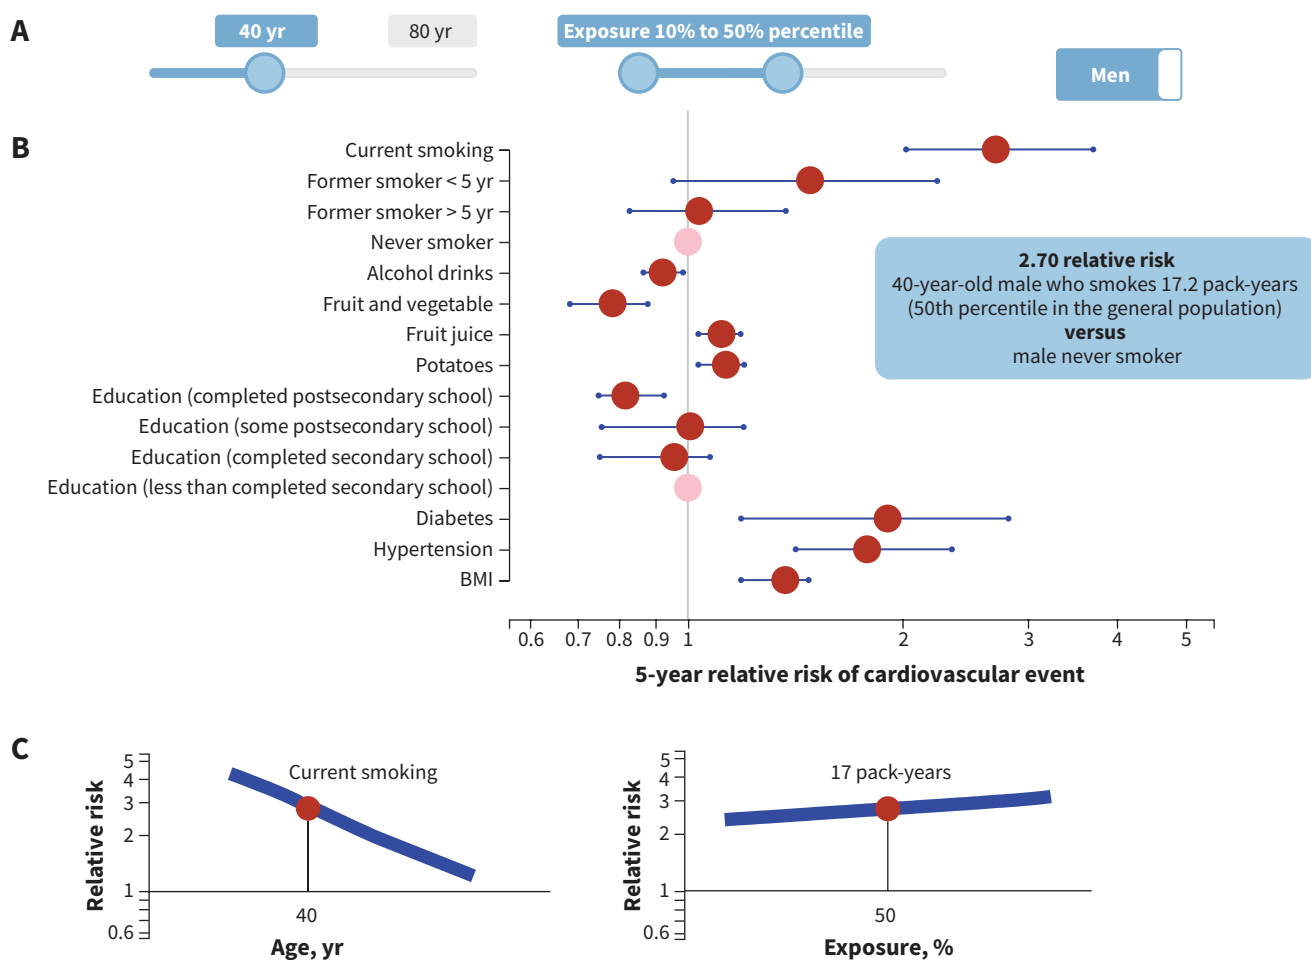 A
40 yr
80 yr
Exposure 10% to 50% percentile
Men
B
Current smoking
Former smoker < 5 yr
Former smoker > 5 yr
Never smoker
Alcohol drinks
Fruit and vegetable
Fruit juice
Potatoes
Education (completed postsecondary school)
Education (some postsecondary school)
Education (completed secondary school)
Education (less than completed secondary school)
Diabetes
Hypertension
BMI
2.70 relative risk
40-year-old male who smokes 17.2 pack-years
(50th percentile in the general population)
versus
male never smoker
0.6 0.7 0.8 0.9 1 2 3 4 5
5-year relative risk of cardiovascular event
C
Relative risk
5
4
3
2
1
0.6
Current smoking
40
Age, yr
Relative risk
5
4
3
2
1
0.6
17 pack-years
50
Exposure, %